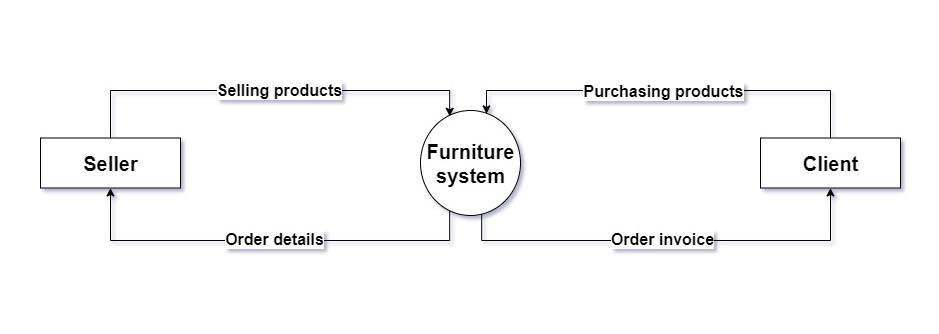 Selling products
Purchasing products
Seller
Furniture
system
Client
Order details
Order invoice